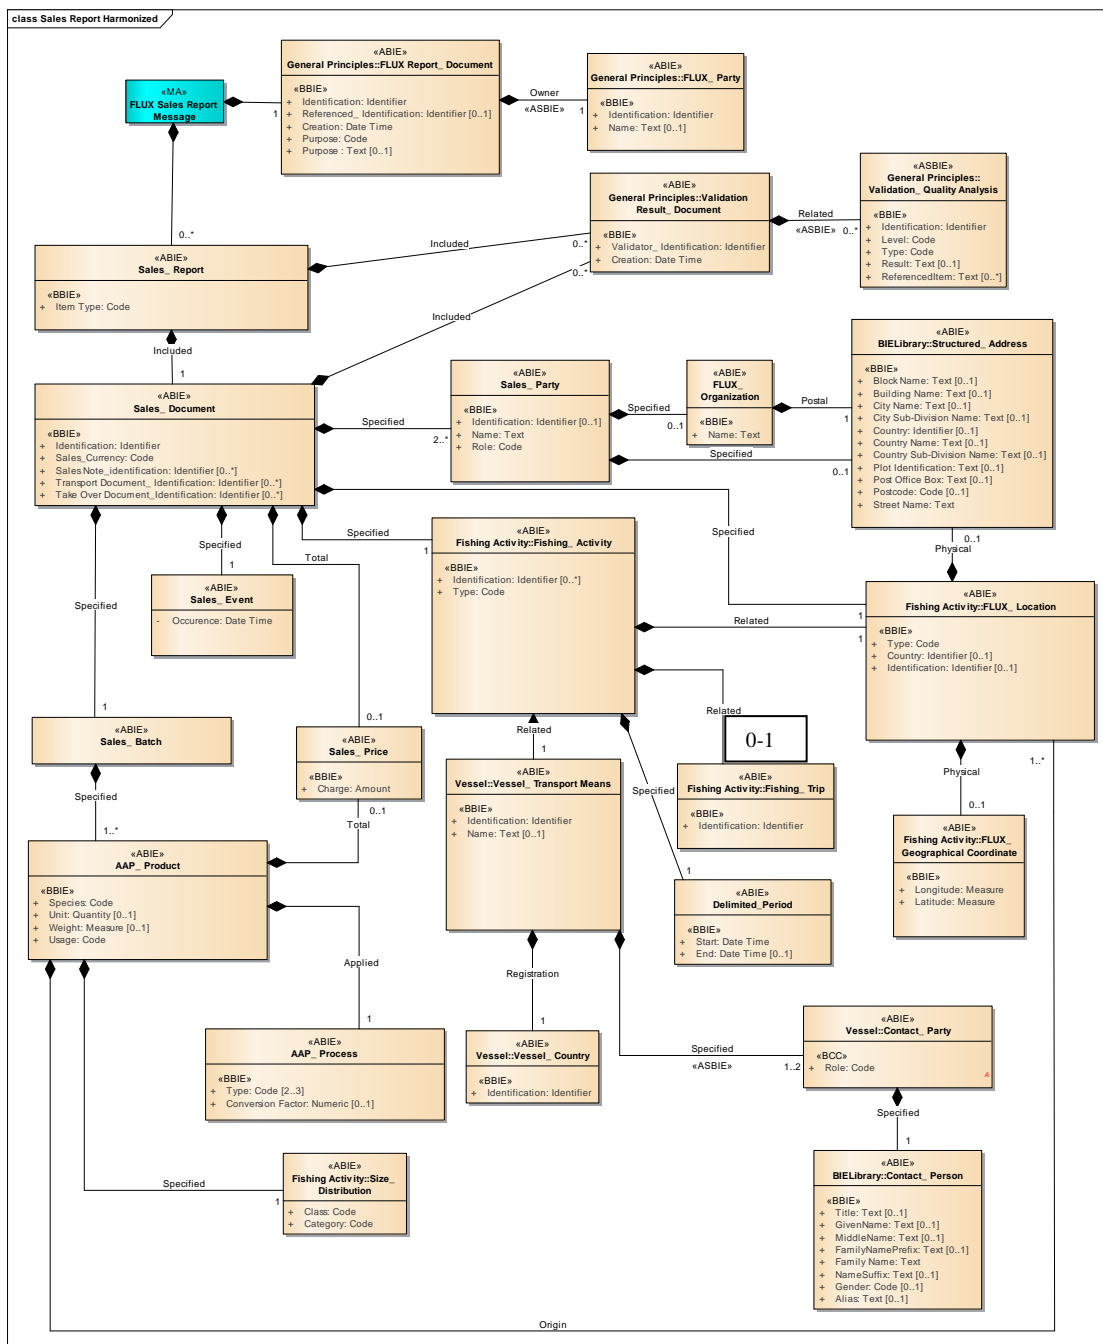 class Sales Report Harmonized
«MA»
FLUX Sales Report
Message
«ABIE»
General Principles::FLUX Report_ Document
«BBIE»
+ Identification: Identifier
+ Referenced_ Identification: Identifier [0..1]
+ Creation: Date Time
+ Purpose: Code
+ Purpose : Text [0..1]
1
Owner
«ASBIE»
1
«ABIE»
General Principles::FLUX_ Party
«BBIE»
+ Identification: Identifier
+ Name: Text [0..1]
0..*
«ABIE»
General Principles::Validation
Result_ Document
«BBIE»
+ Validator_ Identification: Identifier
+ Creation: Date Time
Related
«ASBIE»
0..*
«ASBIE»
General Principles::
Validation_ Quality Analysis
«BBIE»
+ Identification: Identifier
+ Level: Code
+ Type: Code
+ Result: Text [0..1]
+ ReferencedItem: Text [0..*]
«ABIE»
Sales_ Report
«BBIE»
+ Item Type: Code
Included
0..*
0..*
Included
Included
1
«ABIE»
Sales_ Document
«BBIE»
+ Identification: Identifier
+ Sales_Currency: Code
+ Sales Note_identification: Identifier [0..*]
+ Transport Document_ Identification: Identifier [0..*]
+ Take Over Document_Identification: Identifier [0..*]
Specified
2..*
«ABIE»
Sales_ Party
«BBIE»
+ Identification: Identifier [0..1]
+ Name: Text
+ Role: Code
Specified
0..1
«ABIE»
FLUX_
Organization
«BBIE»
+ Name: Text
Postal
1
Specified
0..1
«ABIE»
BIELibrary::Structured_ Address
«BBIE»
+ Block Name: Text [0..1]
+ Building Name: Text [0..1]
+ City Name: Text [0..1]
+ City Sub-Division Name: Text [0..1]
+ Country: Identifier [0..1]
+ Country Name: Text [0..1]
+ Country Sub-Division Name: Text [0..1]
+ Plot Identification: Text [0..1]
+ Post Office Box: Text [0..1]
+ Postcode: Code [0..1]
+ Street Name: Text
Specified
1
0..1
Physical
Specified
1
«ABIE»
Sales_ Event
- Occurence: Date Time
Total
0..1
Specified
1
«ABIE»
Fishing Activity::Fishing_ Activity
«BBIE»
+ Identification: Identifier [0..*]
+ Type: Code
Related
1
«ABIE»
Fishing Activity::FLUX_ Location
«BBIE»
+ Type: Code
+ Country: Identifier [0..1]
+ Identification: Identifier [0..1]
Specified
1
«ABIE»
Sales_ Batch
Specified
1..*
«ABIE»
Sales_ Price
«BBIE»
+ Charge: Amount
0..1
Total
Related
1
Related
0-1
«ABIE»
Fishing Activity::Fishing_ Trip
«BBIE»
+ Identification: Identifier
Specified
1
«ABIE»
Vessel::Vessel_ Transport Means
«BBIE»
+ Identification: Identifier
+ Name: Text [0..1]
Physical
0..1
1..*
«ABIE»
Fishing Activity::FLUX_
Geographical Coordinate
«BBIE»
+ Longitude: Measure
+ Latitude: Measure
«ABIE»
AAP_ Product
«BBIE»
+ Species: Code
+ Unit: Quantity [0..1]
+ Weight: Measure [0..1]
+ Usage: Code
«ABIE»
Delimited_Period
«BBIE»
+ Start: Date Time
+ End: Date Time [0..1]
Applied
1
«ABIE»
AAP_ Process
«BBIE»
+ Type: Code [2..3]
+ Conversion Factor: Numeric [0..1]
Registration
1
«ABIE»
Vessel::Vessel_ Country
«BBIE»
+ Identification: Identifier
Specified
«ASBIE»
1..2
«ABIE»
Vessel::Contact_ Party
«BCC»
+ Role: Code
A
Specified
1
«ABIE»
BIELibrary::Contact_ Person
«BBIE»
+ Title: Text [0..1]
+ GivenName: Text [0..1]
+ MiddleName: Text [0..1]
+ FamilyNamePrefix: Text [0..1]
+ Family Name: Text
+ NameSuffix: Text [0..1]
+ Gender: Code [0..1]
+ Alias: Text [0..1]
Specified
1
«ABIE»
Fishing Activity::Size_
Distribution
+ Class: Code
+ Category: Code
Origin